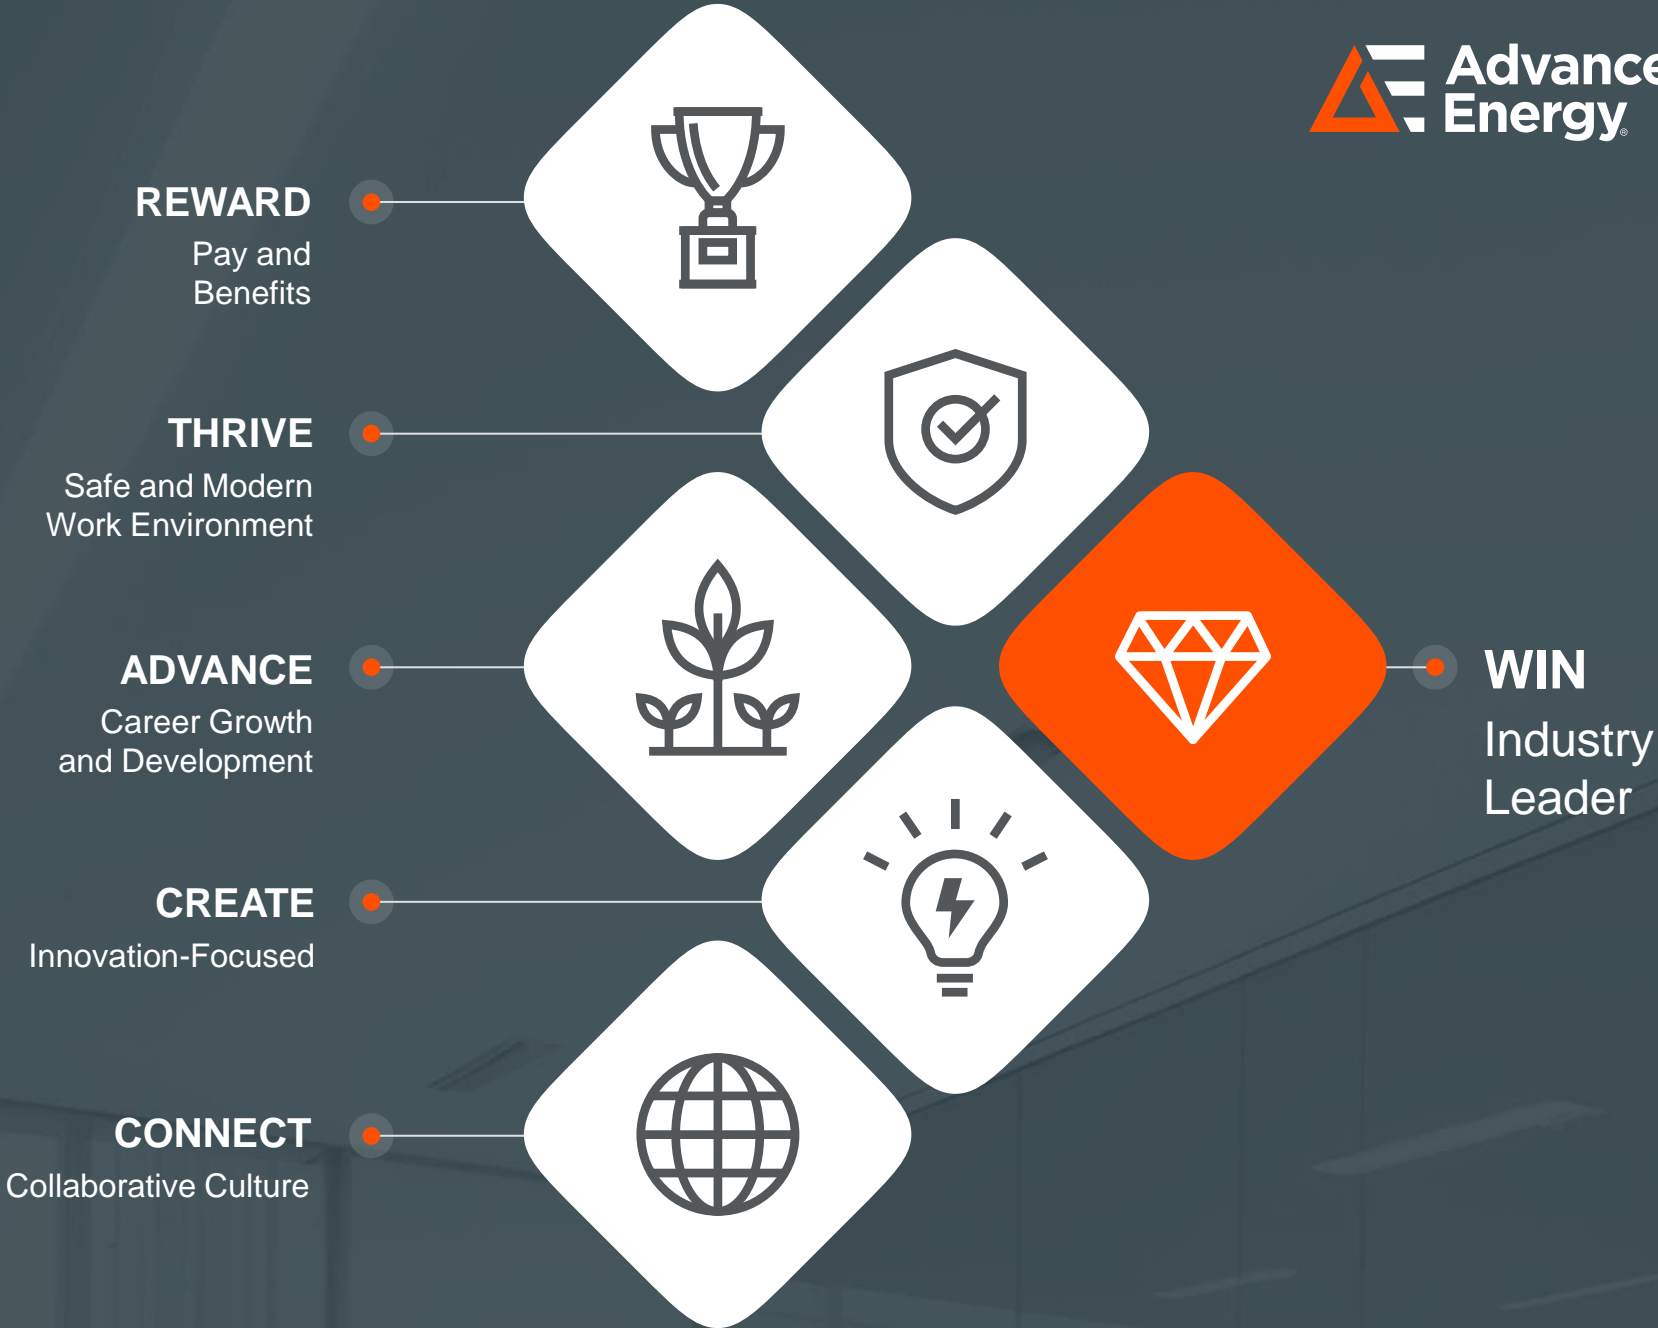 Advance
Energy®
REWARD
Pay and
Benefits
THRIVE
Safe and Modern
Work Environment
ADVANCE
Career Growth
and Development
WIN
Industry
Leader
CREATE
Innovation-Focused
CONNECT
Collaborative Culture